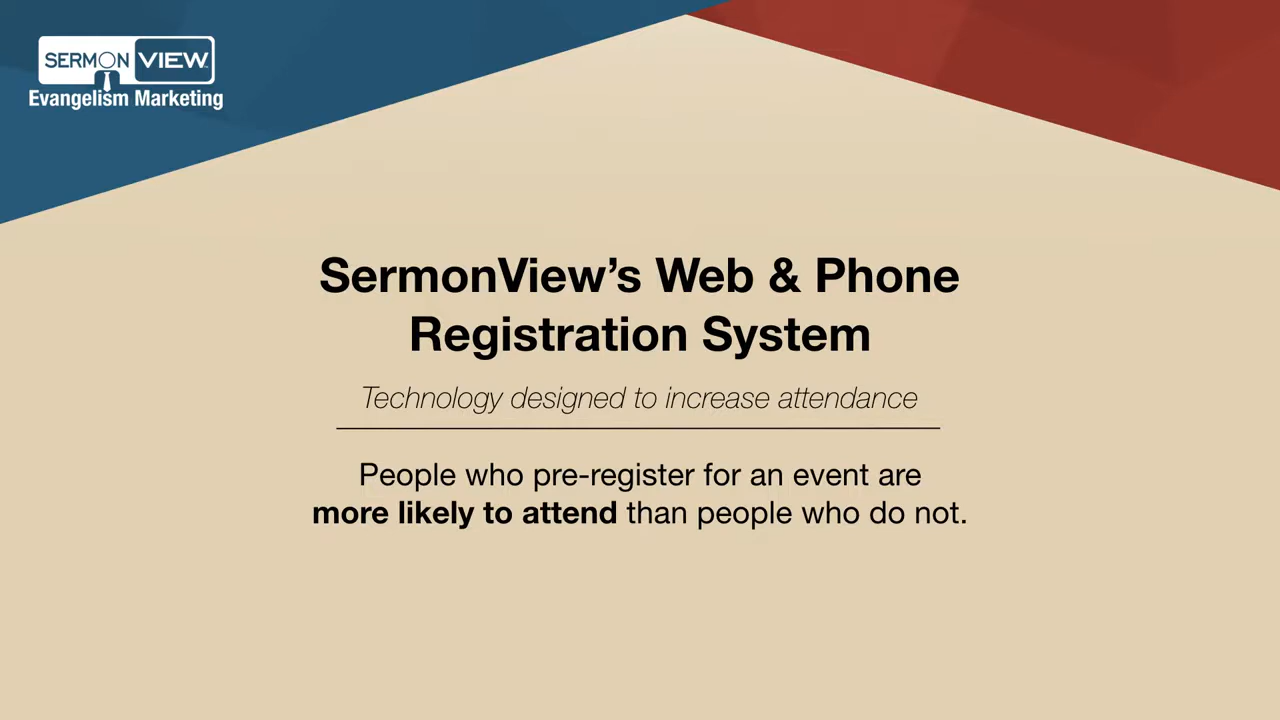 SERMON VIEW
Evangelism Marketing
SermonView’s Web & Phone
Registration System
Technology designed to increase attendance
People who pre-register for an event are
more likely to attend than people who do not.